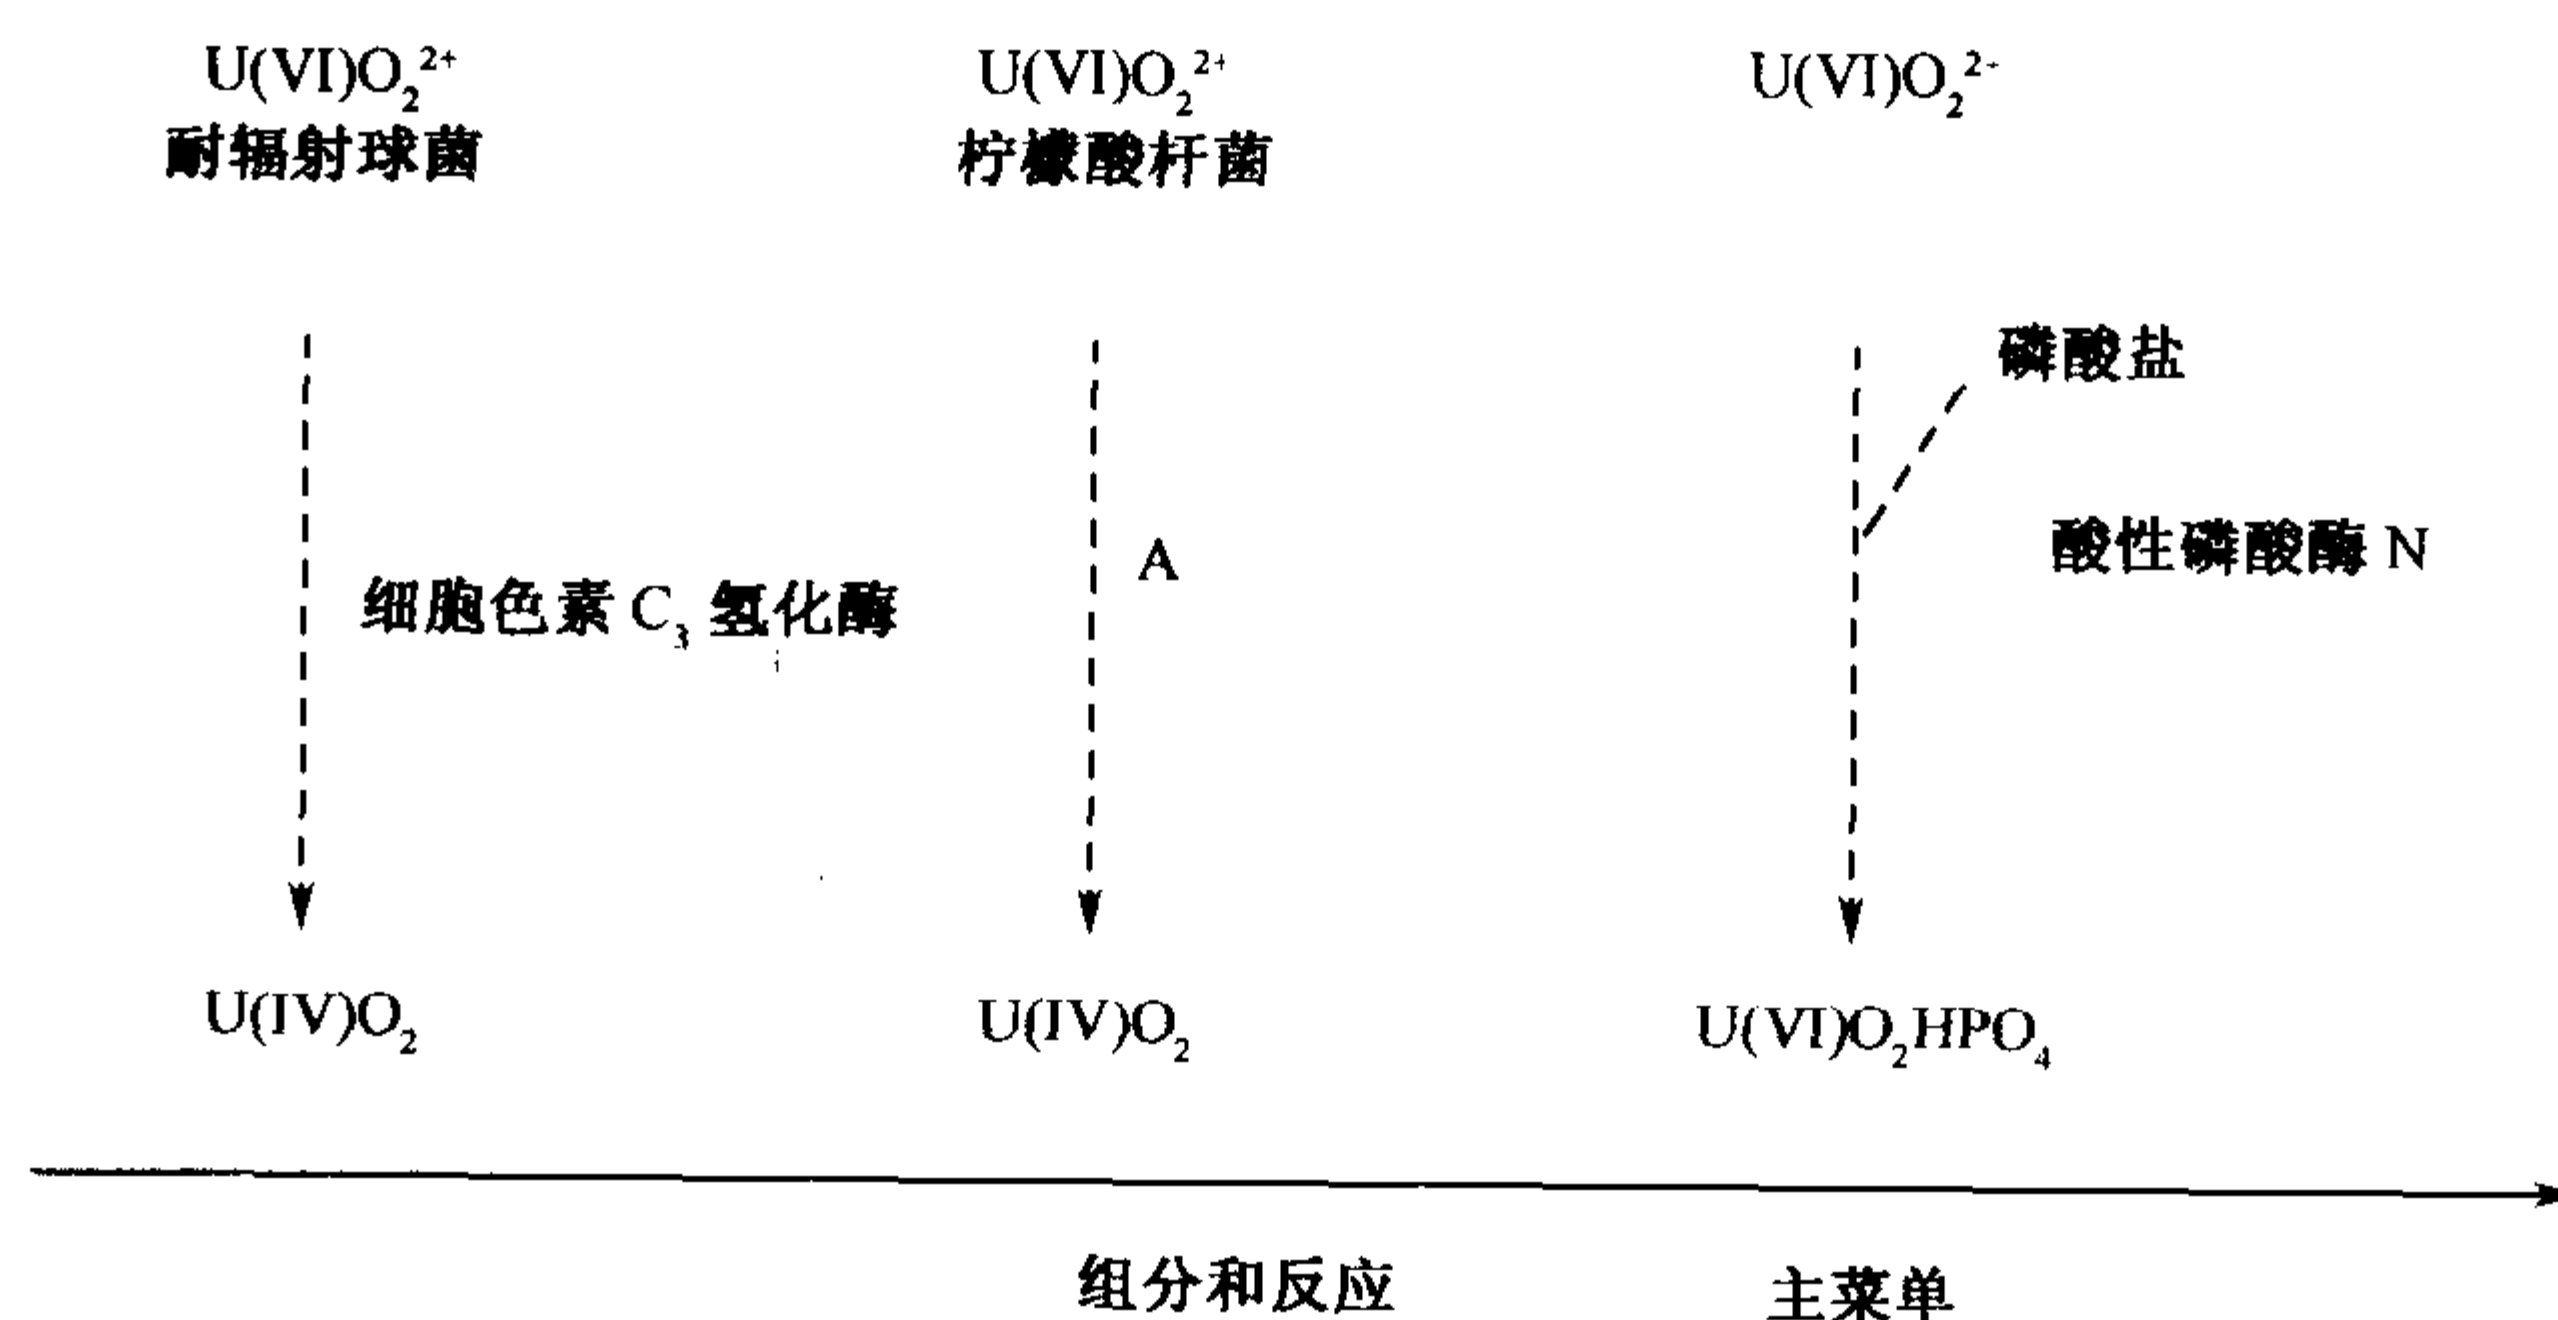 U(VI)O₂²⁺ U(VI)O₂²⁺ U(VI)O₂²⁺
耐辐射球菌 柠檬酸杆菌
磷酸盐
A 酸性磷酸酶 N
细胞色素 C₃ 氢化酶
U(IV)O₂ U(IV)O₂ U(VI)O₂HPO₄
组分和反应 主菜单